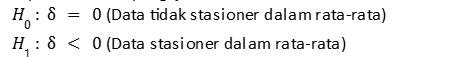 H₀ : δ = 0 (Data tidak stasioner dalam rata-rata)
H₁ : δ < 0 (Data stasioner dalam rata-rata)